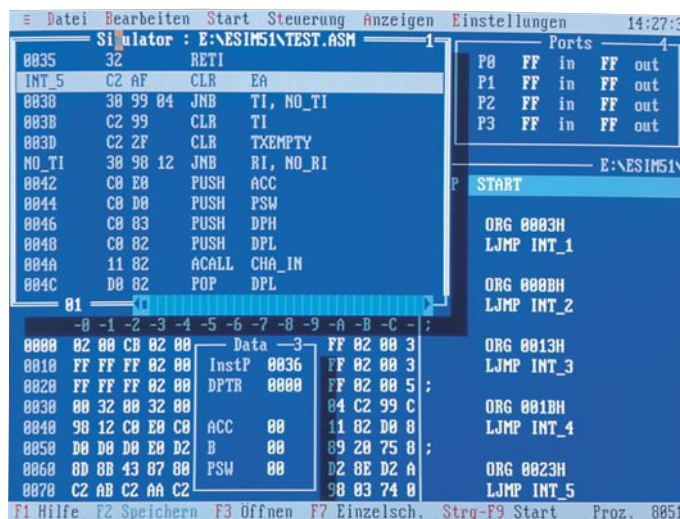 ≡ Datei Bearbeiten Start Steuerung Anzeigen Einstellungen 14:27:3
Simulator : E:\ESIM51\TEST.ASM 1
0035 32 RETI
INT_5 C2 AF CLR EA
0038 30 99 04 JNB TI, NO_TI
003B C2 99 CLR TI
003D C2 2F CLR TXEMPTY
NO_TI 30 98 12 JNB RI, NO_RI
0042 C0 E0 PUSH ACC
0044 C0 D0 PUSH PSW
0046 C0 83 PUSH DPH
0048 C0 82 PUSH DPL
004A 11 82 ACALL CHA_IN
004C D0 82 POP DPL
01
Ports 4
P0 FF in FF out
P1 FF in FF out
P2 FF in FF out
P3 FF in FF out
E:\ESIM51\
P START
ORG 0003H
LJMP INT_1
ORG 000BH
LJMP INT_2
;
ORG 0013H
LJMP INT_3
;
ORG 001BH
LJMP INT_4
;
ORG 0023H
LJMP INT_5
-0 -1 -2 -3 -4 -5 -6 -7 -8 -9 -A -B -C -
0000 02 00 CB 02 00 FF 02 00 3
0010 FF FF FF 02 00 FF 02 00 3
0020 FF FF FF 02 00 FF 02 00 5
0030 00 32 00 32 00 04 C2 99 C
0040 98 12 C0 E0 C0 11 82 D0 8
0050 D0 D0 D0 E0 D2 89 20 75 8
0060 8D 8B 43 87 80 D2 8E D2 A
0070 C2 AB C2 AA C2 98 03 74 0
Data 3
InstP 0036
DPTR 0000
ACC 00
B 00
PSW 00
F1 Hilfe F2 Speichern F3 Öffnen F7 Einzelsch. Strg-F9 Start Proz. 8051